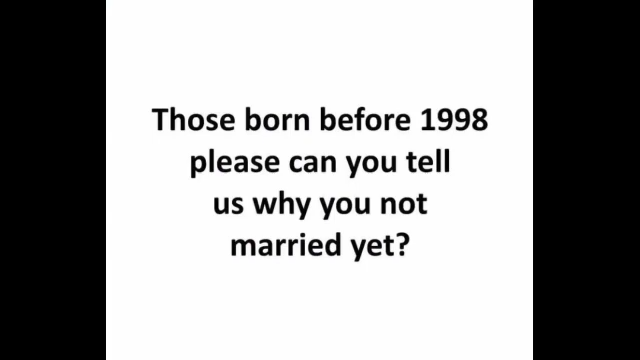 Those born before 1998
please can you tell
us why you not
married yet?